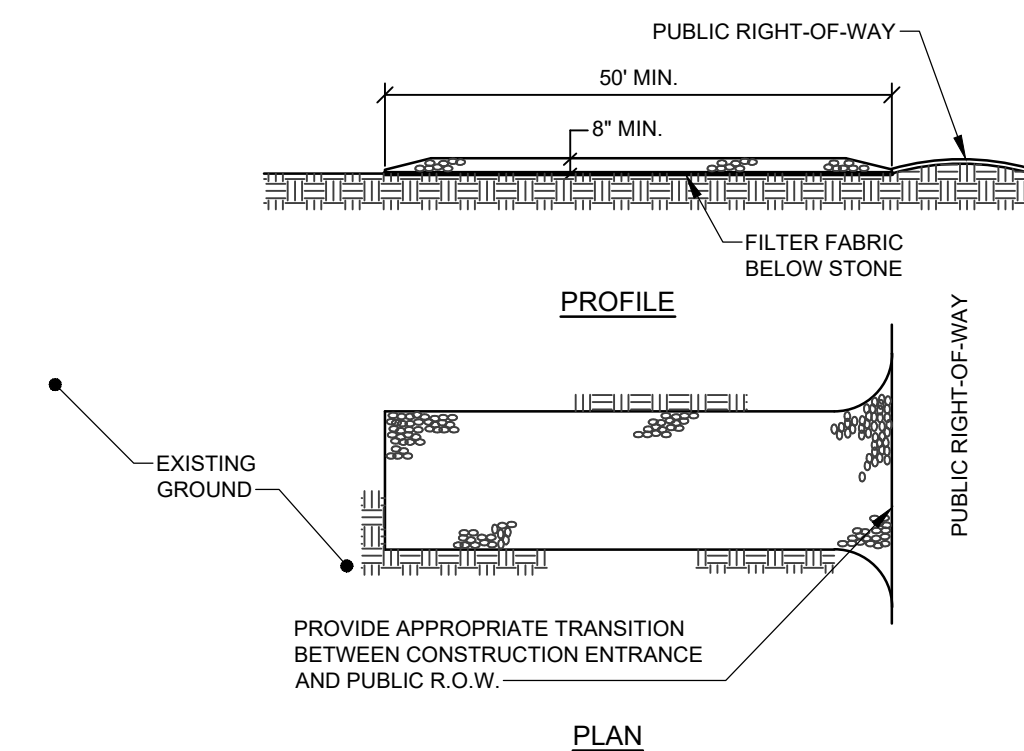 PUBLIC RIGHT-OF-WAY
50' MIN.
8" MIN.
FILTER FABRIC
BELOW STONE
PROFILE
PUBLIC RIGHT-OF-WAY
EXISTING
GROUND
PROVIDE APPROPRIATE TRANSITION
BETWEEN CONSTRUCTION ENTRANCE
AND PUBLIC R.O.W.
PLAN